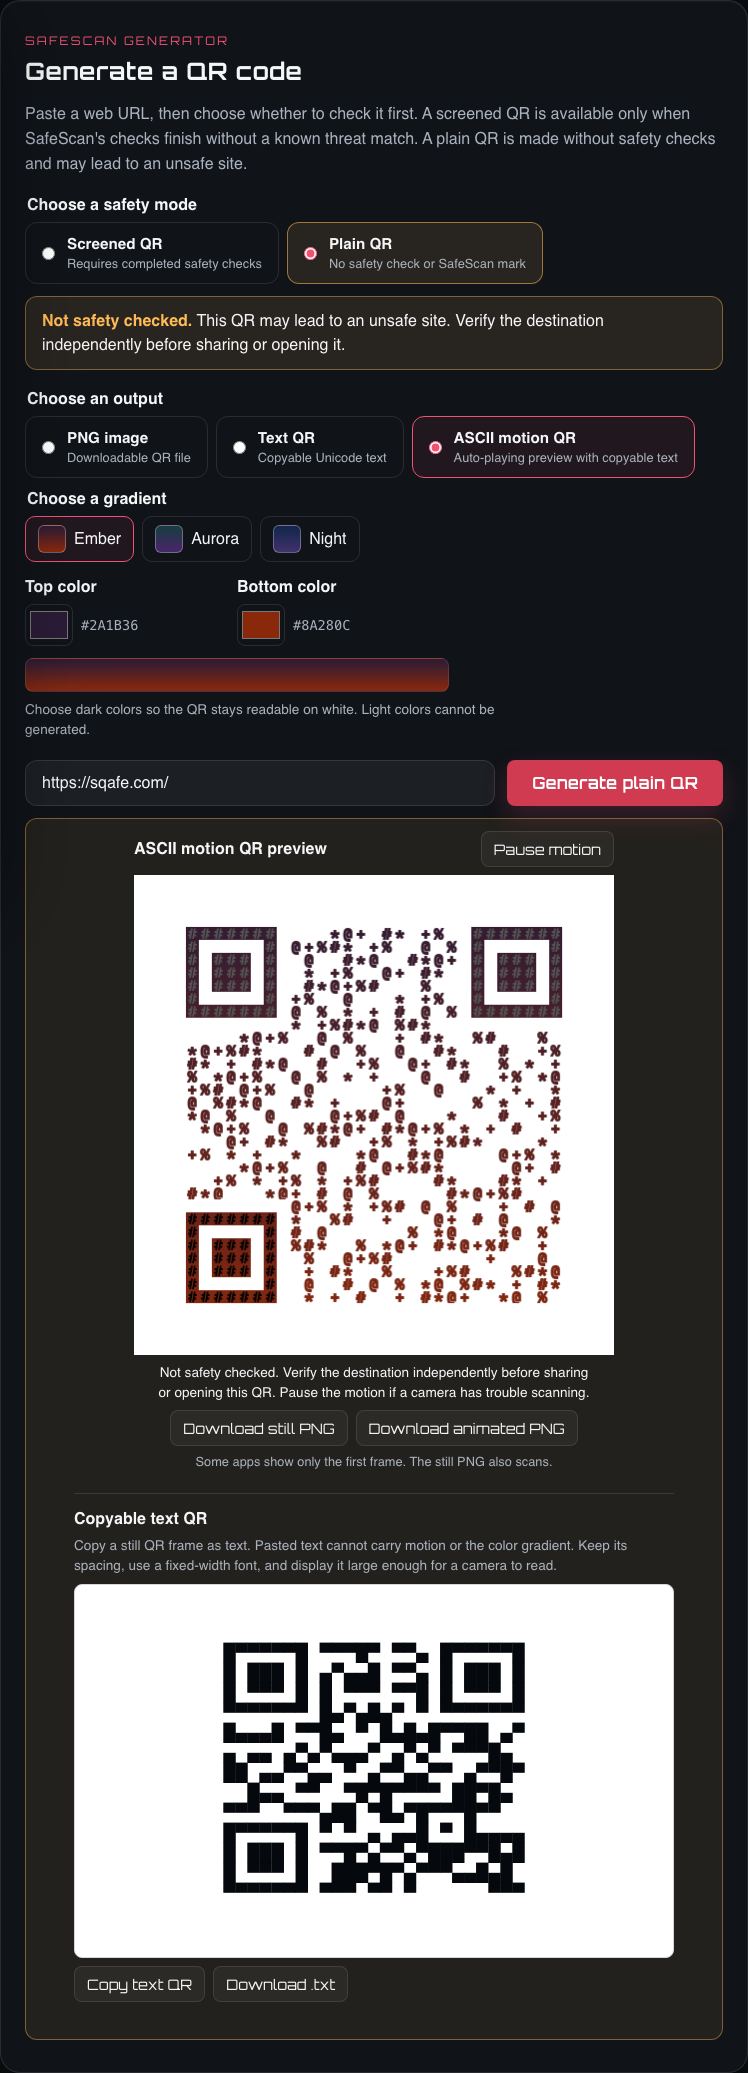 SAFESCAN GENERATOR
Generate a QR code
Paste a web URL, then choose whether to check it first. A screened QR is available only when
SafeScan's checks finish without a known threat match. A plain QR is made without safety checks
and may lead to an unsafe site.
Choose a safety mode
Screened QR
Requires completed safety checks
Plain QR
No safety check or SafeScan mark
Not safety checked. This QR may lead to an unsafe site. Verify the destination
independently before sharing or opening it.
Choose an output
PNG image
Downloadable QR file
Text QR
Copyable Unicode text
ASCII motion QR
Auto-playing preview with copyable text
Choose a gradient
Ember
Aurora
Night
Top color
#2A1B36
Bottom color
#8A280C
Choose dark colors so the QR stays readable on white. Light colors cannot be
generated.
https://sqafe.com/
Generate plain QR
ASCII motion QR preview
Pause motion
Not safety checked. Verify the destination independently before sharing
or opening this QR. Pause the motion if a camera has trouble scanning.
Download still PNG
Download animated PNG
Some apps show only the first frame. The still PNG also scans.
Copyable text QR
Copy a still QR frame as text. Pasted text cannot carry motion or the color gradient. Keep its
spacing, use a fixed-width font, and display it large enough for a camera to read.
Copy text QR
Download .txt